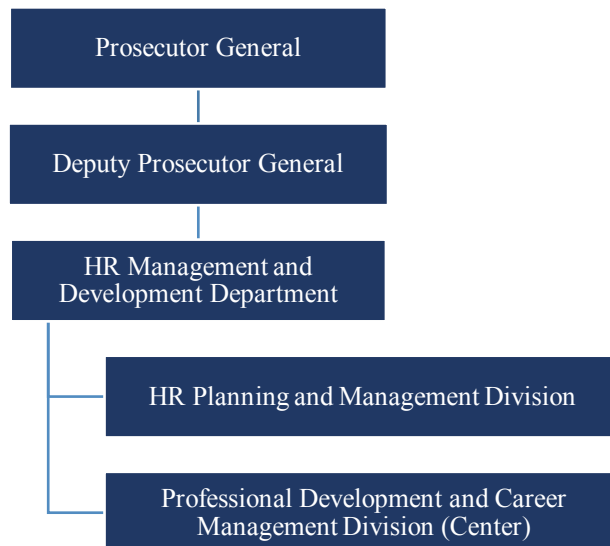 Prosecutor General
Deputy Prosecutor General
HR Management and
Development Department
HR Planning and Management Division
Professional Development and Career
Management Division (Center)